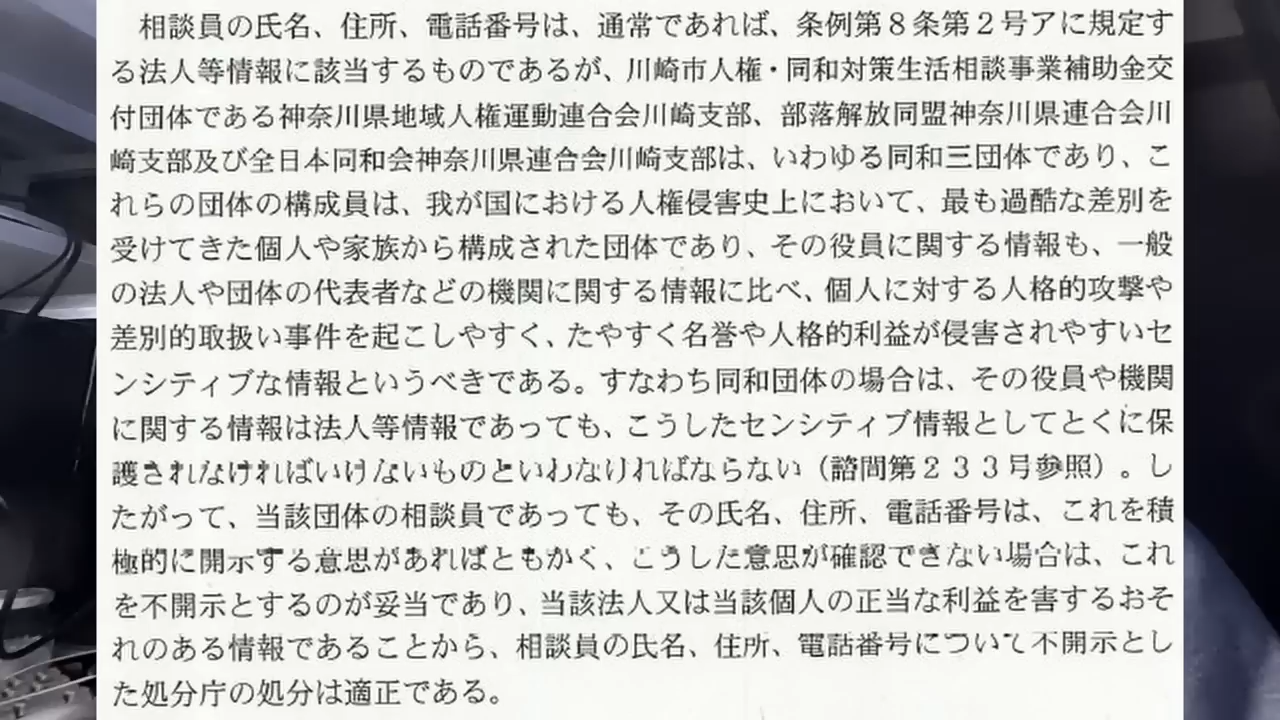 相談員の氏名、住所、電話番号は、通常であれば、条例第８条第２号アに規定す
る法人等情報に該当するものであるが、川崎市人権・同和対策生活相談事業補助金交
付団体である神奈川県地域人権運動連合会川崎支部、部落解放同盟神奈川県連合会川
崎支部及び全日本同和会神奈川県連合会川崎支部は、いわゆる同和三団体であり、こ
れらの団体の構成員は、我が国における人権侵害史上において、最も過酷な差別を
受けてきた個人や家族から構成された団体であり、その役員に関する情報も、一般
の法人や団体の代表者などの機関に関する情報に比べ、個人に対する人格的攻撃や
差別的取扱い事件を起こしやすく、たやすく名誉や人格的利益が侵害されやすいセ
ンシティブな情報というべきである。すなわち同和団体の場合は、その役員や機関
に関する情報は法人等情報であっても、こうしたセンシティブ情報としてとくに保
護されなければいけないものといわなければならない（諮問第２３３号参照）。し
たがって、当該団体の相談員であっても、その氏名、住所、電話番号は、これを積
極的に開示する意思があればともかく、こうした意思が確認できない場合は、これ
を不開示とするのが妥当であり、当該法人又は当該個人の正当な利益を害するおそ
れのある情報であることから、相談員の氏名、住所、電話番号について不開示とし
た処分庁の処分は適正である。